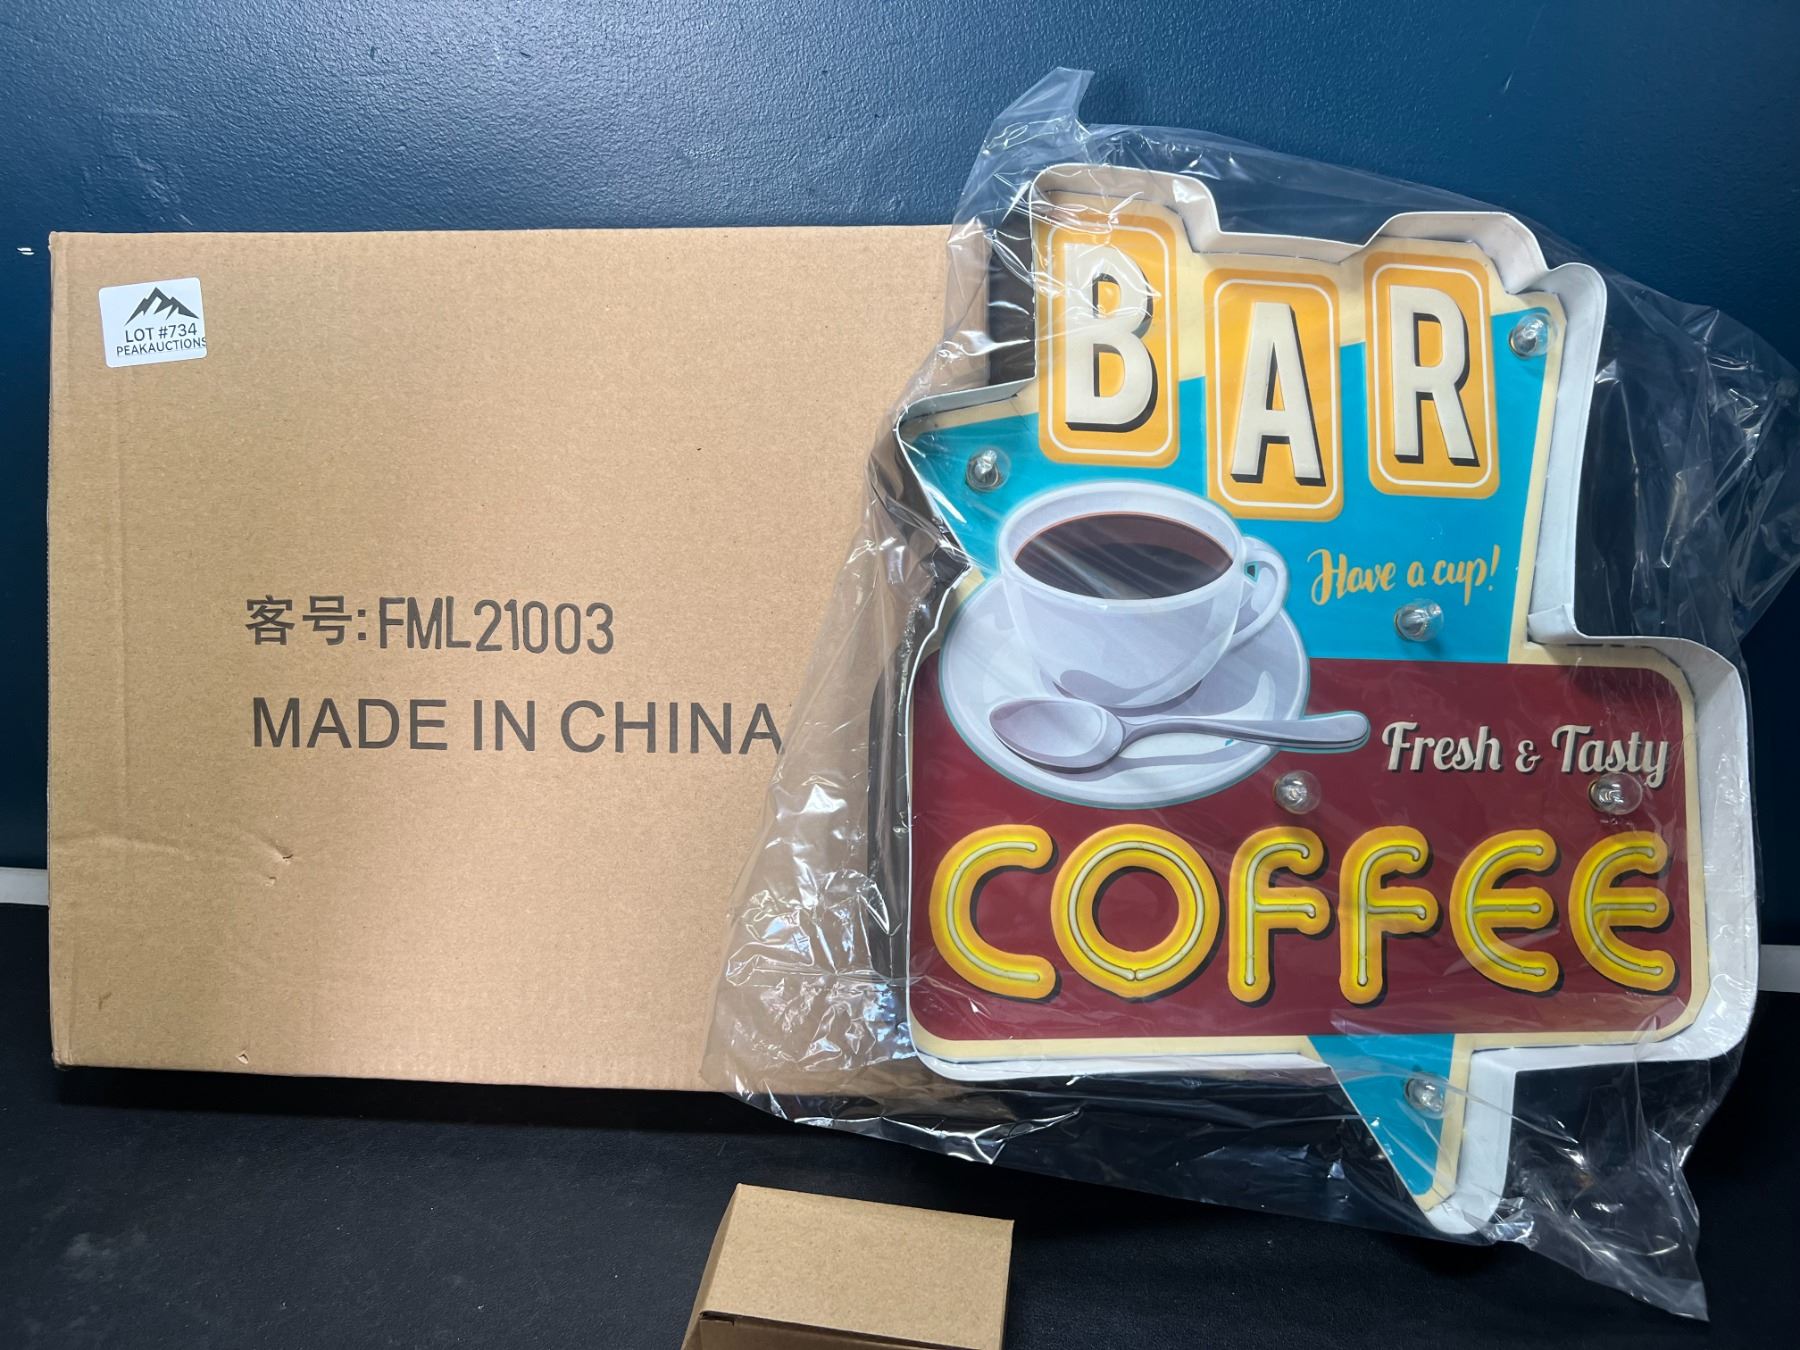 LOT #734
PEAKAUCTIONS
客号:FML21003
MADE IN CHINA
BAR
Have a cup!
Fresh & Tasty
COFFEE